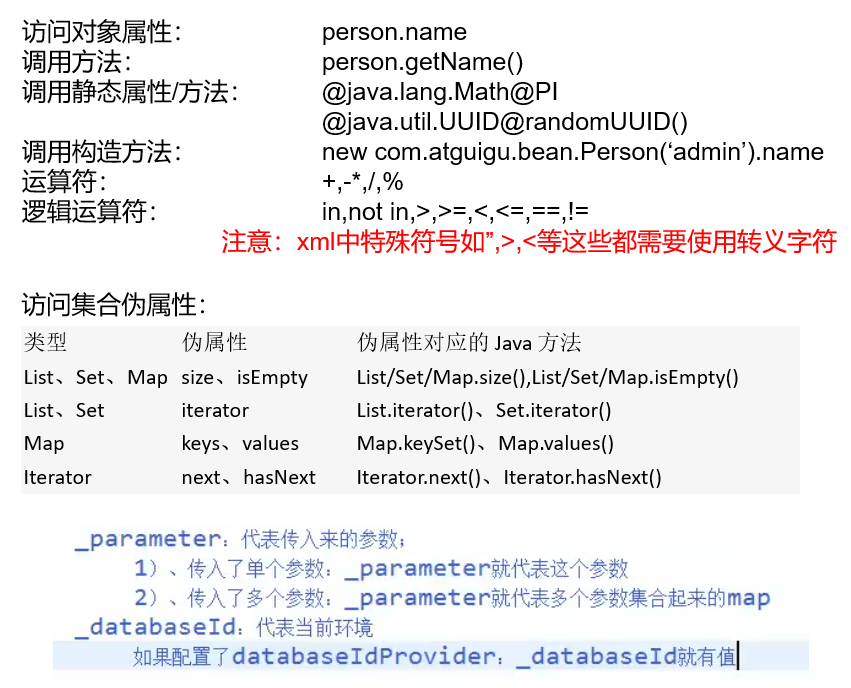 访问对象属性: person.name
调用方法: person.getName()
调用静态属性/方法: @java.lang.Math@PI
@java.util.UUID@randomUUID()
调用构造方法: new com.atguigu.bean.Person(‘admin’).name
运算符: +,-*,/,%
逻辑运算符: in,not in,>,>=,<,<=,==,!=
注意：xml中特殊符号如”,>,<等这些都需要使用转义字符
访问集合伪属性:
类型 伪属性 伪属性对应的 Java 方法
List、Set、Map size、isEmpty List/Set/Map.size(),List/Set/Map.isEmpty()
List、Set iterator List.iterator()、Set.iterator()
Map keys、values Map.keySet()、Map.values()
Iterator next、hasNext Iterator.next()、Iterator.hasNext()
_parameter：代表传入来的参数；
1）、传入了单个参数：_parameter就代表这个参数
2）、传入了多个参数：_parameter就代表多个参数集合起来的map
_databaseId：代表当前环境
如果配置了databaseIdProvider：_databaseId就有值